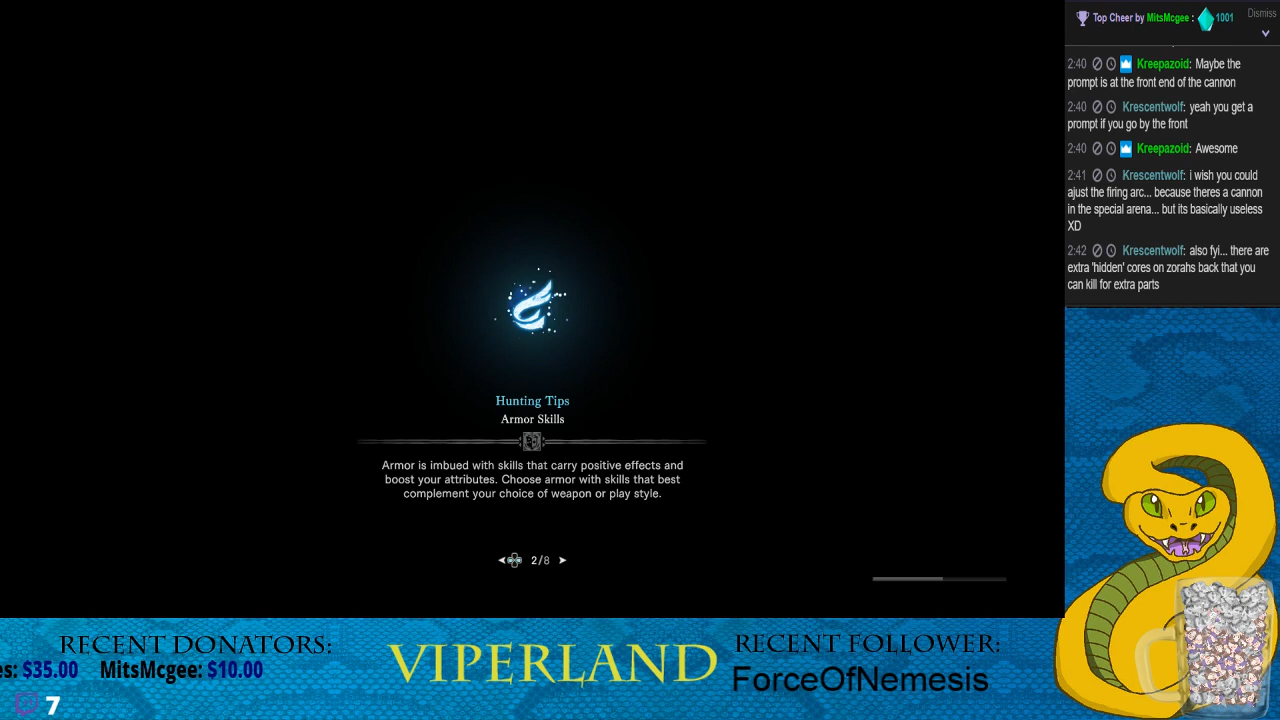 Top Cheer by MitsMcgee : 1001
Dismiss
2:40 Kreepazoid: Maybe the
prompt is at the front end of the cannon
2:40 Krescentwolf: yeah you get a
prompt if you go by the front
2:40 Kreepazoid: Awesome
2:41 Krescentwolf: i wish you could
ajust the firing arc... because theres a cannon
in the special arena... but its basically useless
XD
2:42 Krescentwolf: also fyi... there are
extra 'hidden' cores on zorahs back that you
can kill for extra parts
Hunting Tips
Armor Skills
Armor is imbued with skills that carry positive effects and
boost your attributes. Choose armor with skills that best
complement your choice of weapon or play style.
2/8
RECENT DONATORS:
es: $35.00 MitsMcgee: $10.00
7
VIPERLAND
RECENT FOLLOWER:
ForceOfNemesis